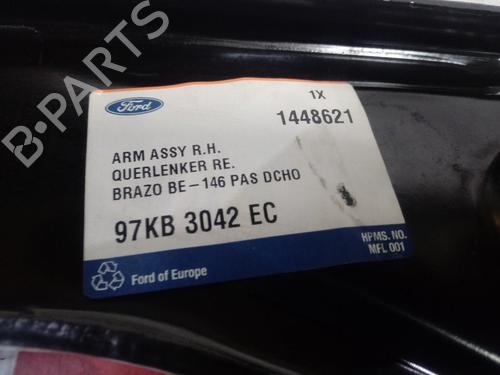 Ford
1X
1448621
ARM ASSY R.H.
QUERLENKER RE.
BRAZO BE-146 PAS DCHO
97KB 3042 EC
HPMS. NO.
MFL 001
Ford of Europe
B-PARTS